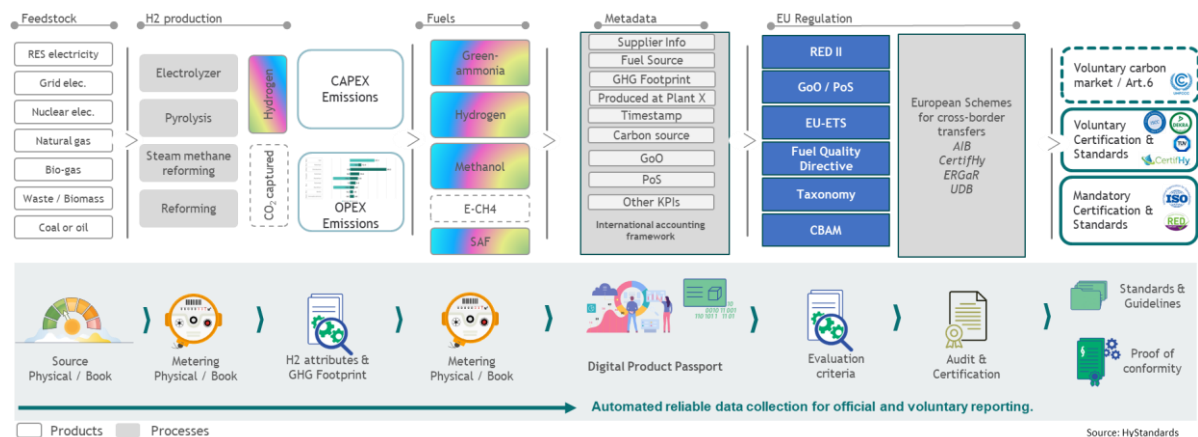 Feedstock
H2 production
Fuels
Metadata
EU Regulation
RES electricity
Grid elec.
Nuclear elec.
Natural gas
Bio-gas
Waste / Biomass
Coal or oil
Electrolyzer
Pyrolysis
Steam methane
reforming
Reforming
Hydrogen
CO2 captured
CAPEX
Emissions
OPEX
Emissions
Green-
ammonia
Hydrogen
Methanol
E-CH4
SAF
Supplier Info
Fuel Source
GHG Footprint
Produced at Plant X
Timestamp
Carbon source
GoO
PoS
Other KPIs
International accounting
framework
RED II
GoO / PoS
EU-ETS
Fuel Quality
Directive
Taxonomy
CBAM
European Schemes
for cross-border
transfers
AIB
CertifHy
ERGaR
UDB
Voluntary carbon
market / Art.6
Voluntary
Certification &
Standards
DEKRA
TÜV
CertifHy
Mandatory
Certification &
Standards
ISO
RED
Source
Physical / Book
Metering
Physical / Book
H2 attributes &
GHG Footprint
Metering
Physical / Book
Digital Product Passport
Evaluation
criteria
Audit &
Certification
Standards &
Guidelines
Proof of
conformity
Automated reliable data collection for official and voluntary reporting.
Products
Processes
Source: HyStandards